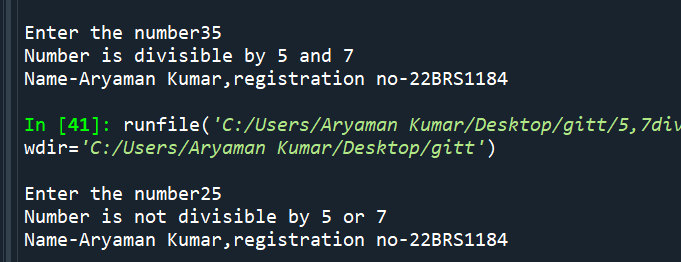 Enter the number35
Number is divisible by 5 and 7
Name-Aryaman Kumar,registration no-22BRS1184
In [41]: runfile('C:/Users/Aryaman Kumar/Desktop/gitt/5,7div
wdir='C:/Users/Aryaman Kumar/Desktop/gitt')
Enter the number25
Number is not divisible by 5 or 7
Name-Aryaman Kumar,registration no-22BRS1184